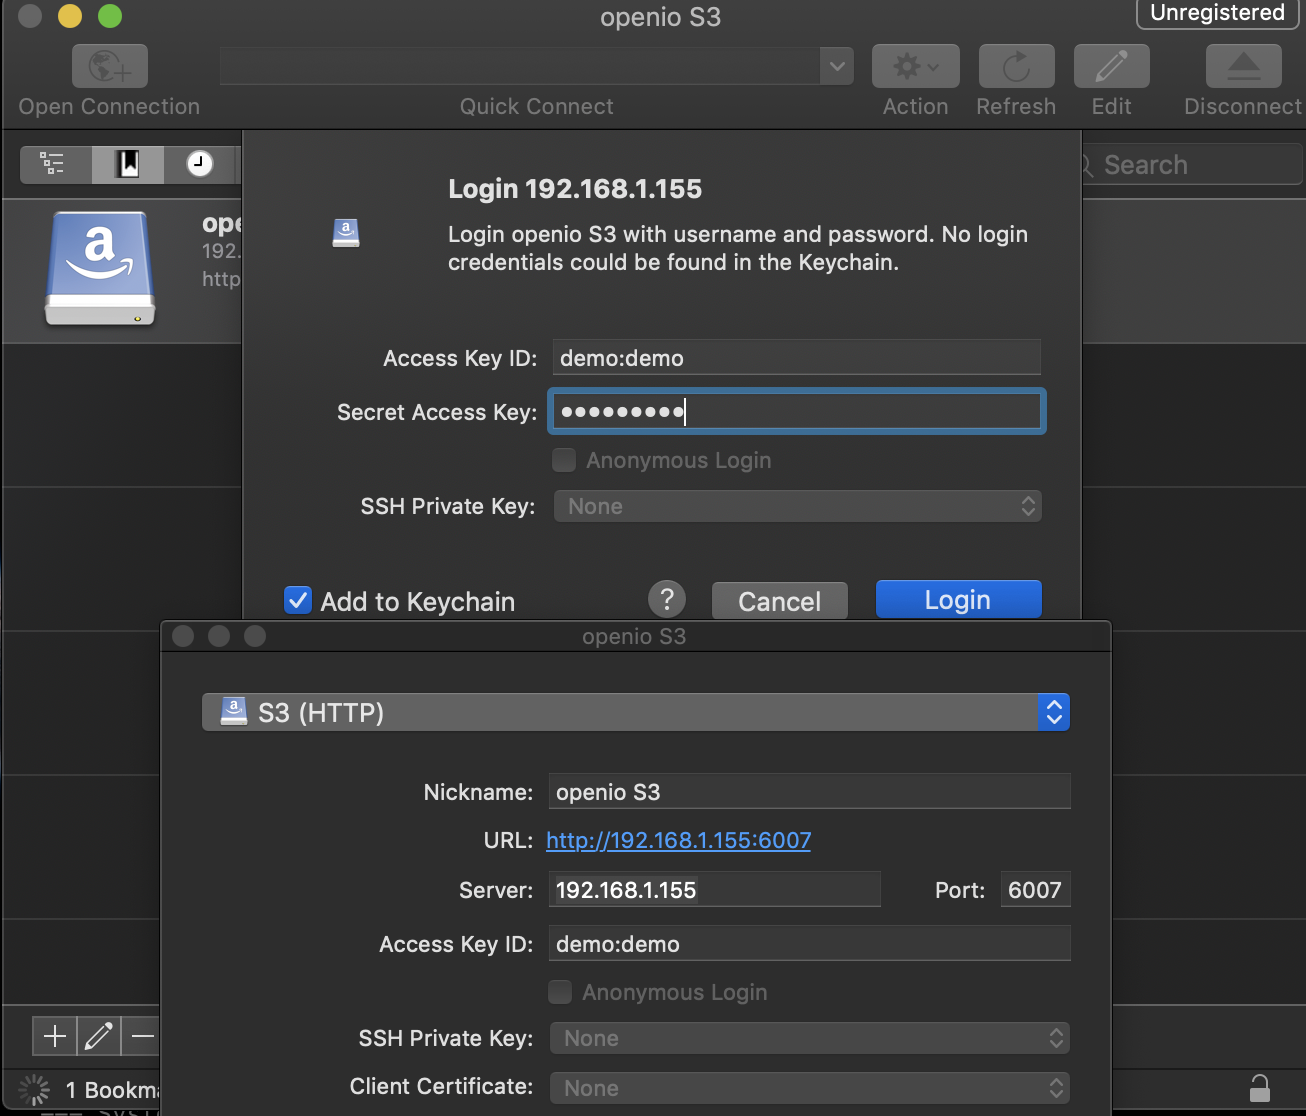 openio S3
Unregistered
Open Connection
Quick Connect
Action
Refresh
Edit
Disconnect
Search
Login 192.168.1.155
Login openio S3 with username and password. No login
credentials could be found in the Keychain.
ope
192.
http
Access Key ID: demo:demo
Secret Access Key: •••••••••
Anonymous Login
SSH Private Key: None
Add to Keychain
?
Cancel
Login
openio S3
S3 (HTTP)
Nickname: openio S3
URL: http://192.168.1.155:6007
Server: 192.168.1.155
Port: 6007
Access Key ID: demo:demo
Anonymous Login
SSH Private Key: None
Client Certificate: None
1 Bookma